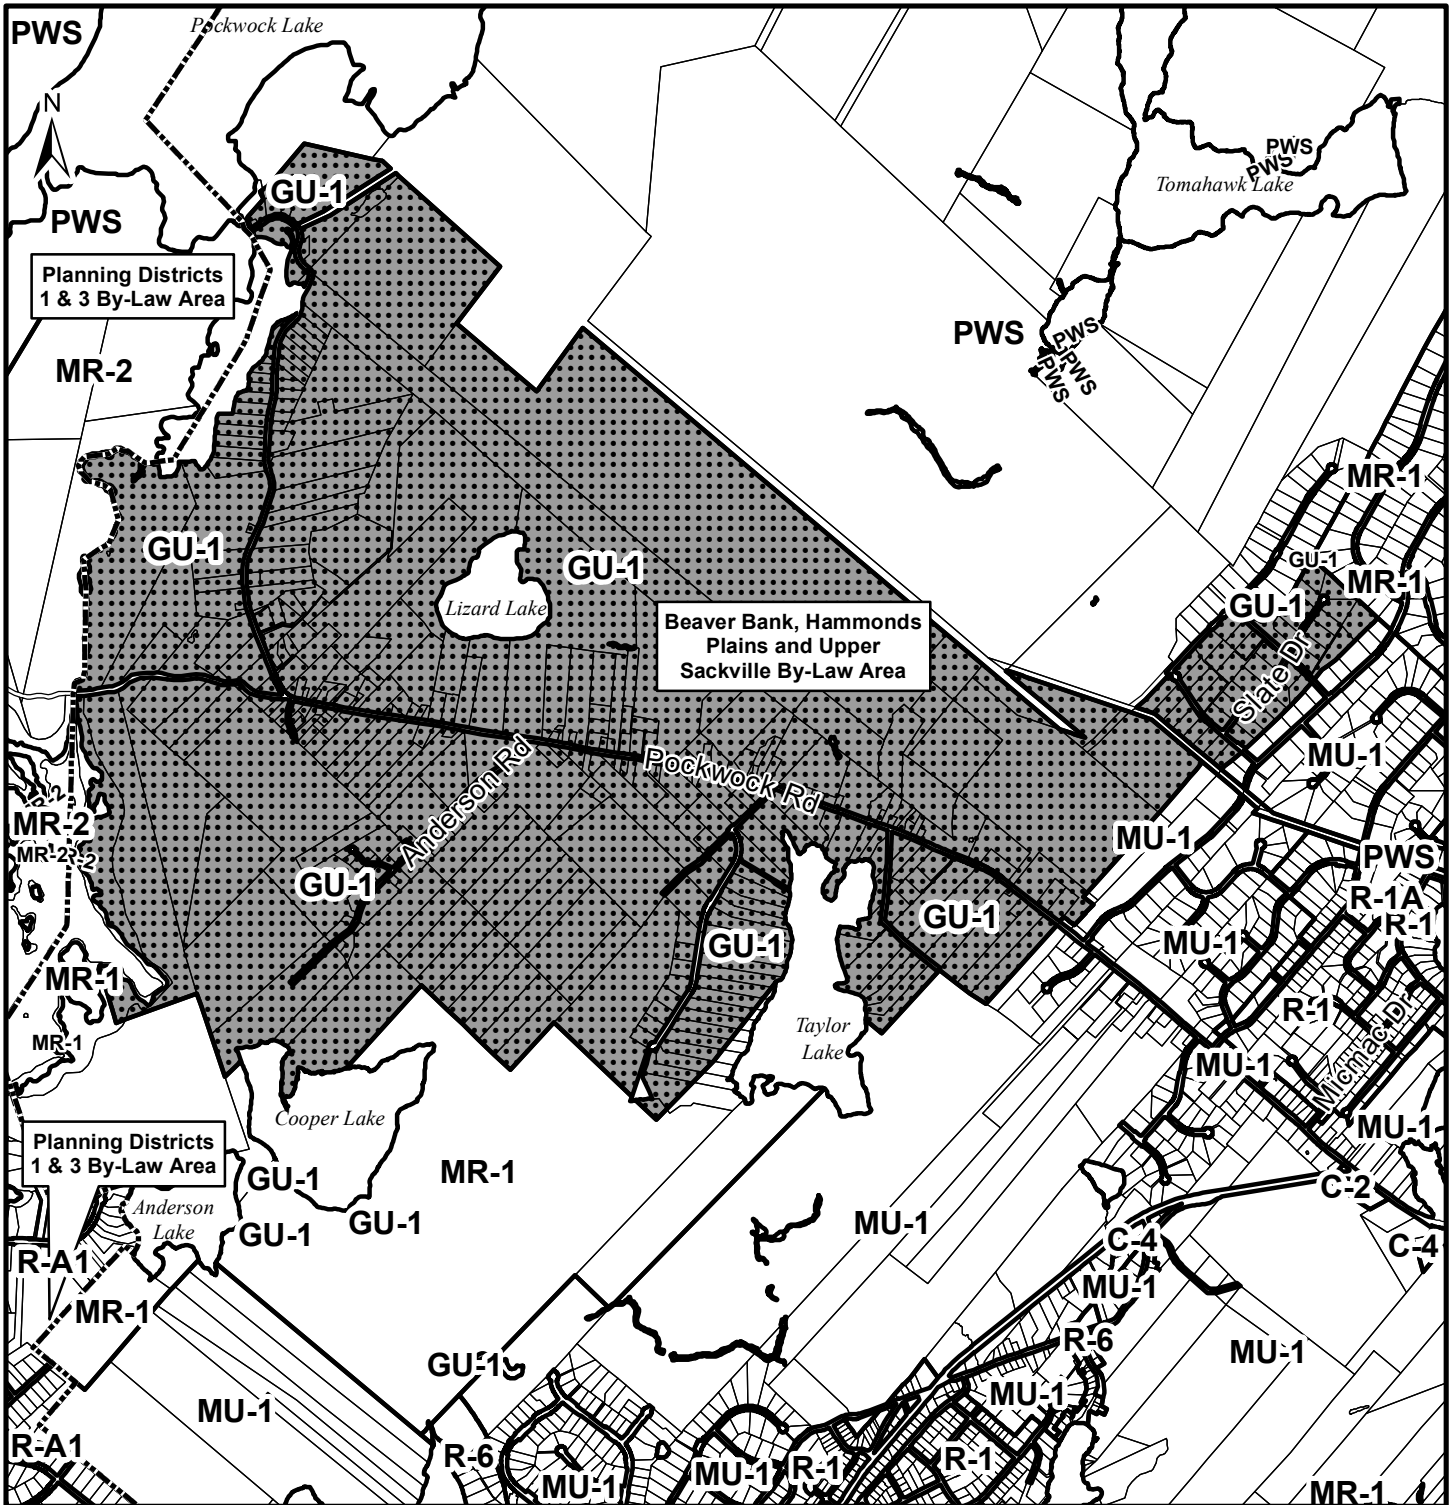 PWS
Pockwock Lake
N
PWS
PWS
Tomahawk Lake
GU-1
PWS
Planning Districts
1 & 3 By-Law Area
PWS
PWS
PWS
PWS
MR-2
MR-1
GU-1
GU-1
GU-1
MR-1
GU-1
Lizard Lake
Beaver Bank, Hammonds
Plains and Upper
Sackville By-Law Area
Slate Dr
MU-1
Anderson Rd
Pockwock Rd
MR-2
MR-2
MU-1
PWS
GU-1
R-1A
GU-1
R-1
GU-1
MU-1
MR-1
R-1
Micmac Dr
Taylor
Lake
MR-1
MU-1
Cooper Lake
MU-1
Planning Districts
1 & 3 By-Law Area
GU-1
MR-1
C-2
Anderson
Lake
GU-1
GU-1
MU-1
C-4
C-4
R-A1
MU-1
MR-1
R-6
MU-1
GU-1
MU-1
MU-1
R-A1
R-6
MU-1
MU-1
R-1
R-1
MR-1